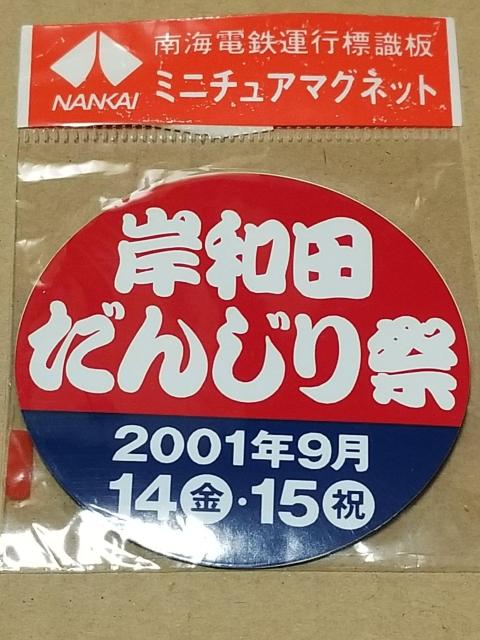 南海電鉄運行標識板
NANKAI
ミニチュアマグネット
岸和田
だんじり祭
2001年9月
14金・15祝